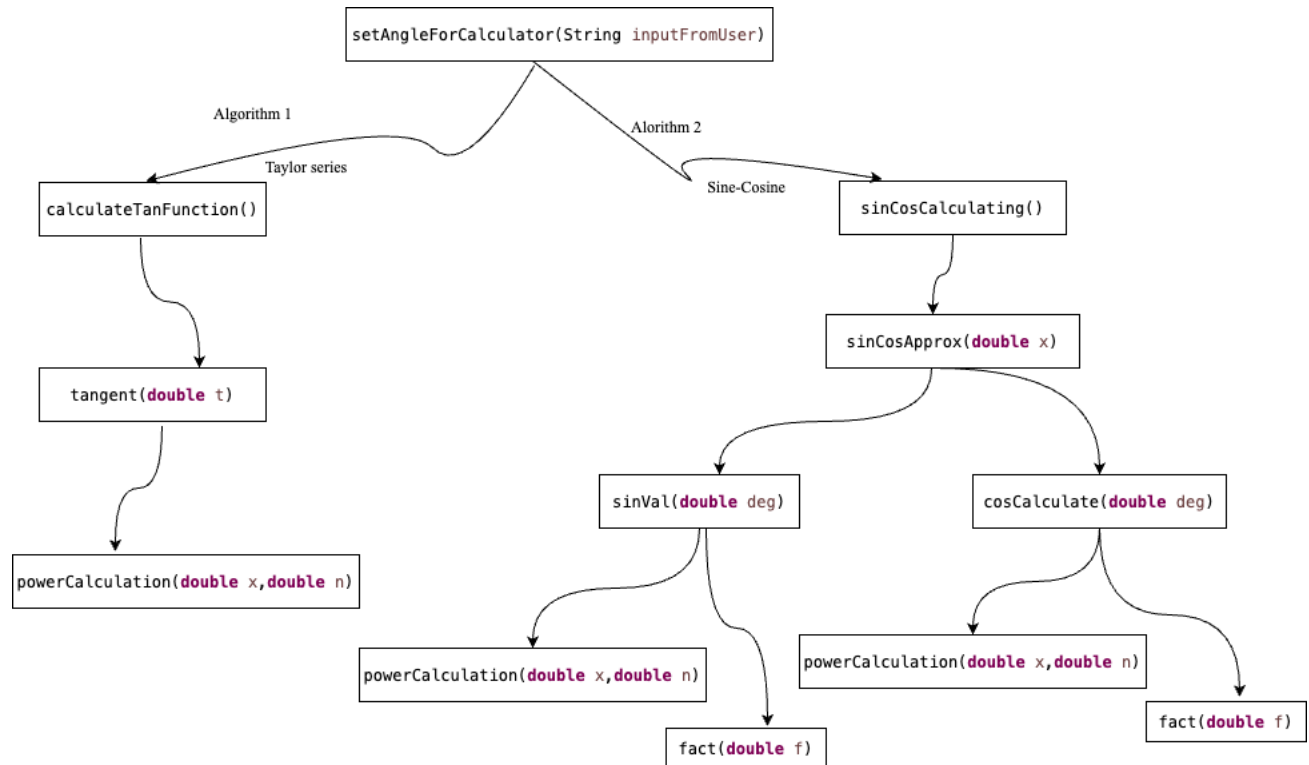 setAngleForCalculator(String inputFromUser)
Algorithm 1
Alorithm 2
Taylor series
Sine-Cosine
calculateTanFunction()
sinCosCalculating()
sinCosApprox(double x)
tangent(double t)
sinVal(double deg)
cosCalculate(double deg)
powerCalculation(double x,double n)
powerCalculation(double x,double n)
powerCalculation(double x,double n)
fact(double f)
fact(double f)